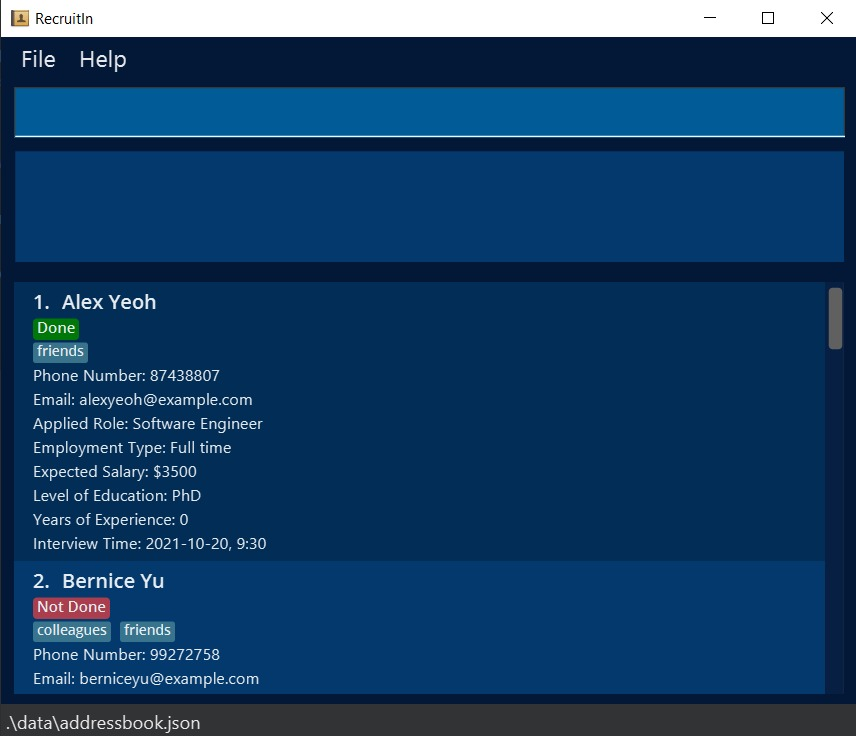 RecruitIn
File Help
1. Alex Yeoh
Done
friends
Phone Number: 87438807
Email: alexyeoh@example.com
Applied Role: Software Engineer
Employment Type: Full time
Expected Salary: $3500
Level of Education: PhD
Years of Experience: 0
Interview Time: 2021-10-20, 9:30
2. Bernice Yu
Not Done
colleagues friends
Phone Number: 99272758
Email: berniceyu@example.com
.\data\addressbook.json